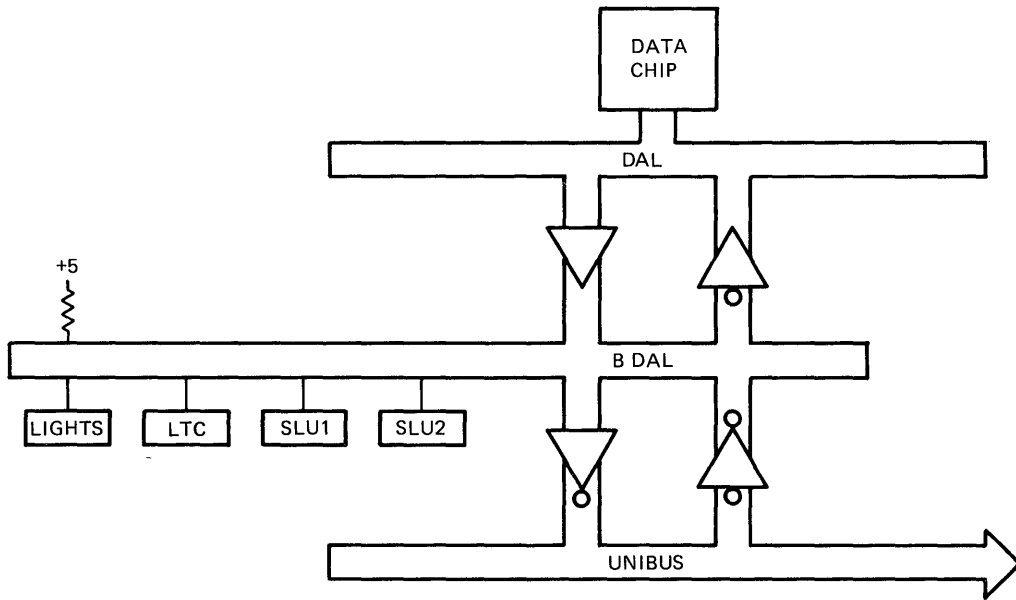 DATA
CHIP
DAL
+5
B DAL
LIGHTS
LTC
SLU1
SLU2
UNIBUS